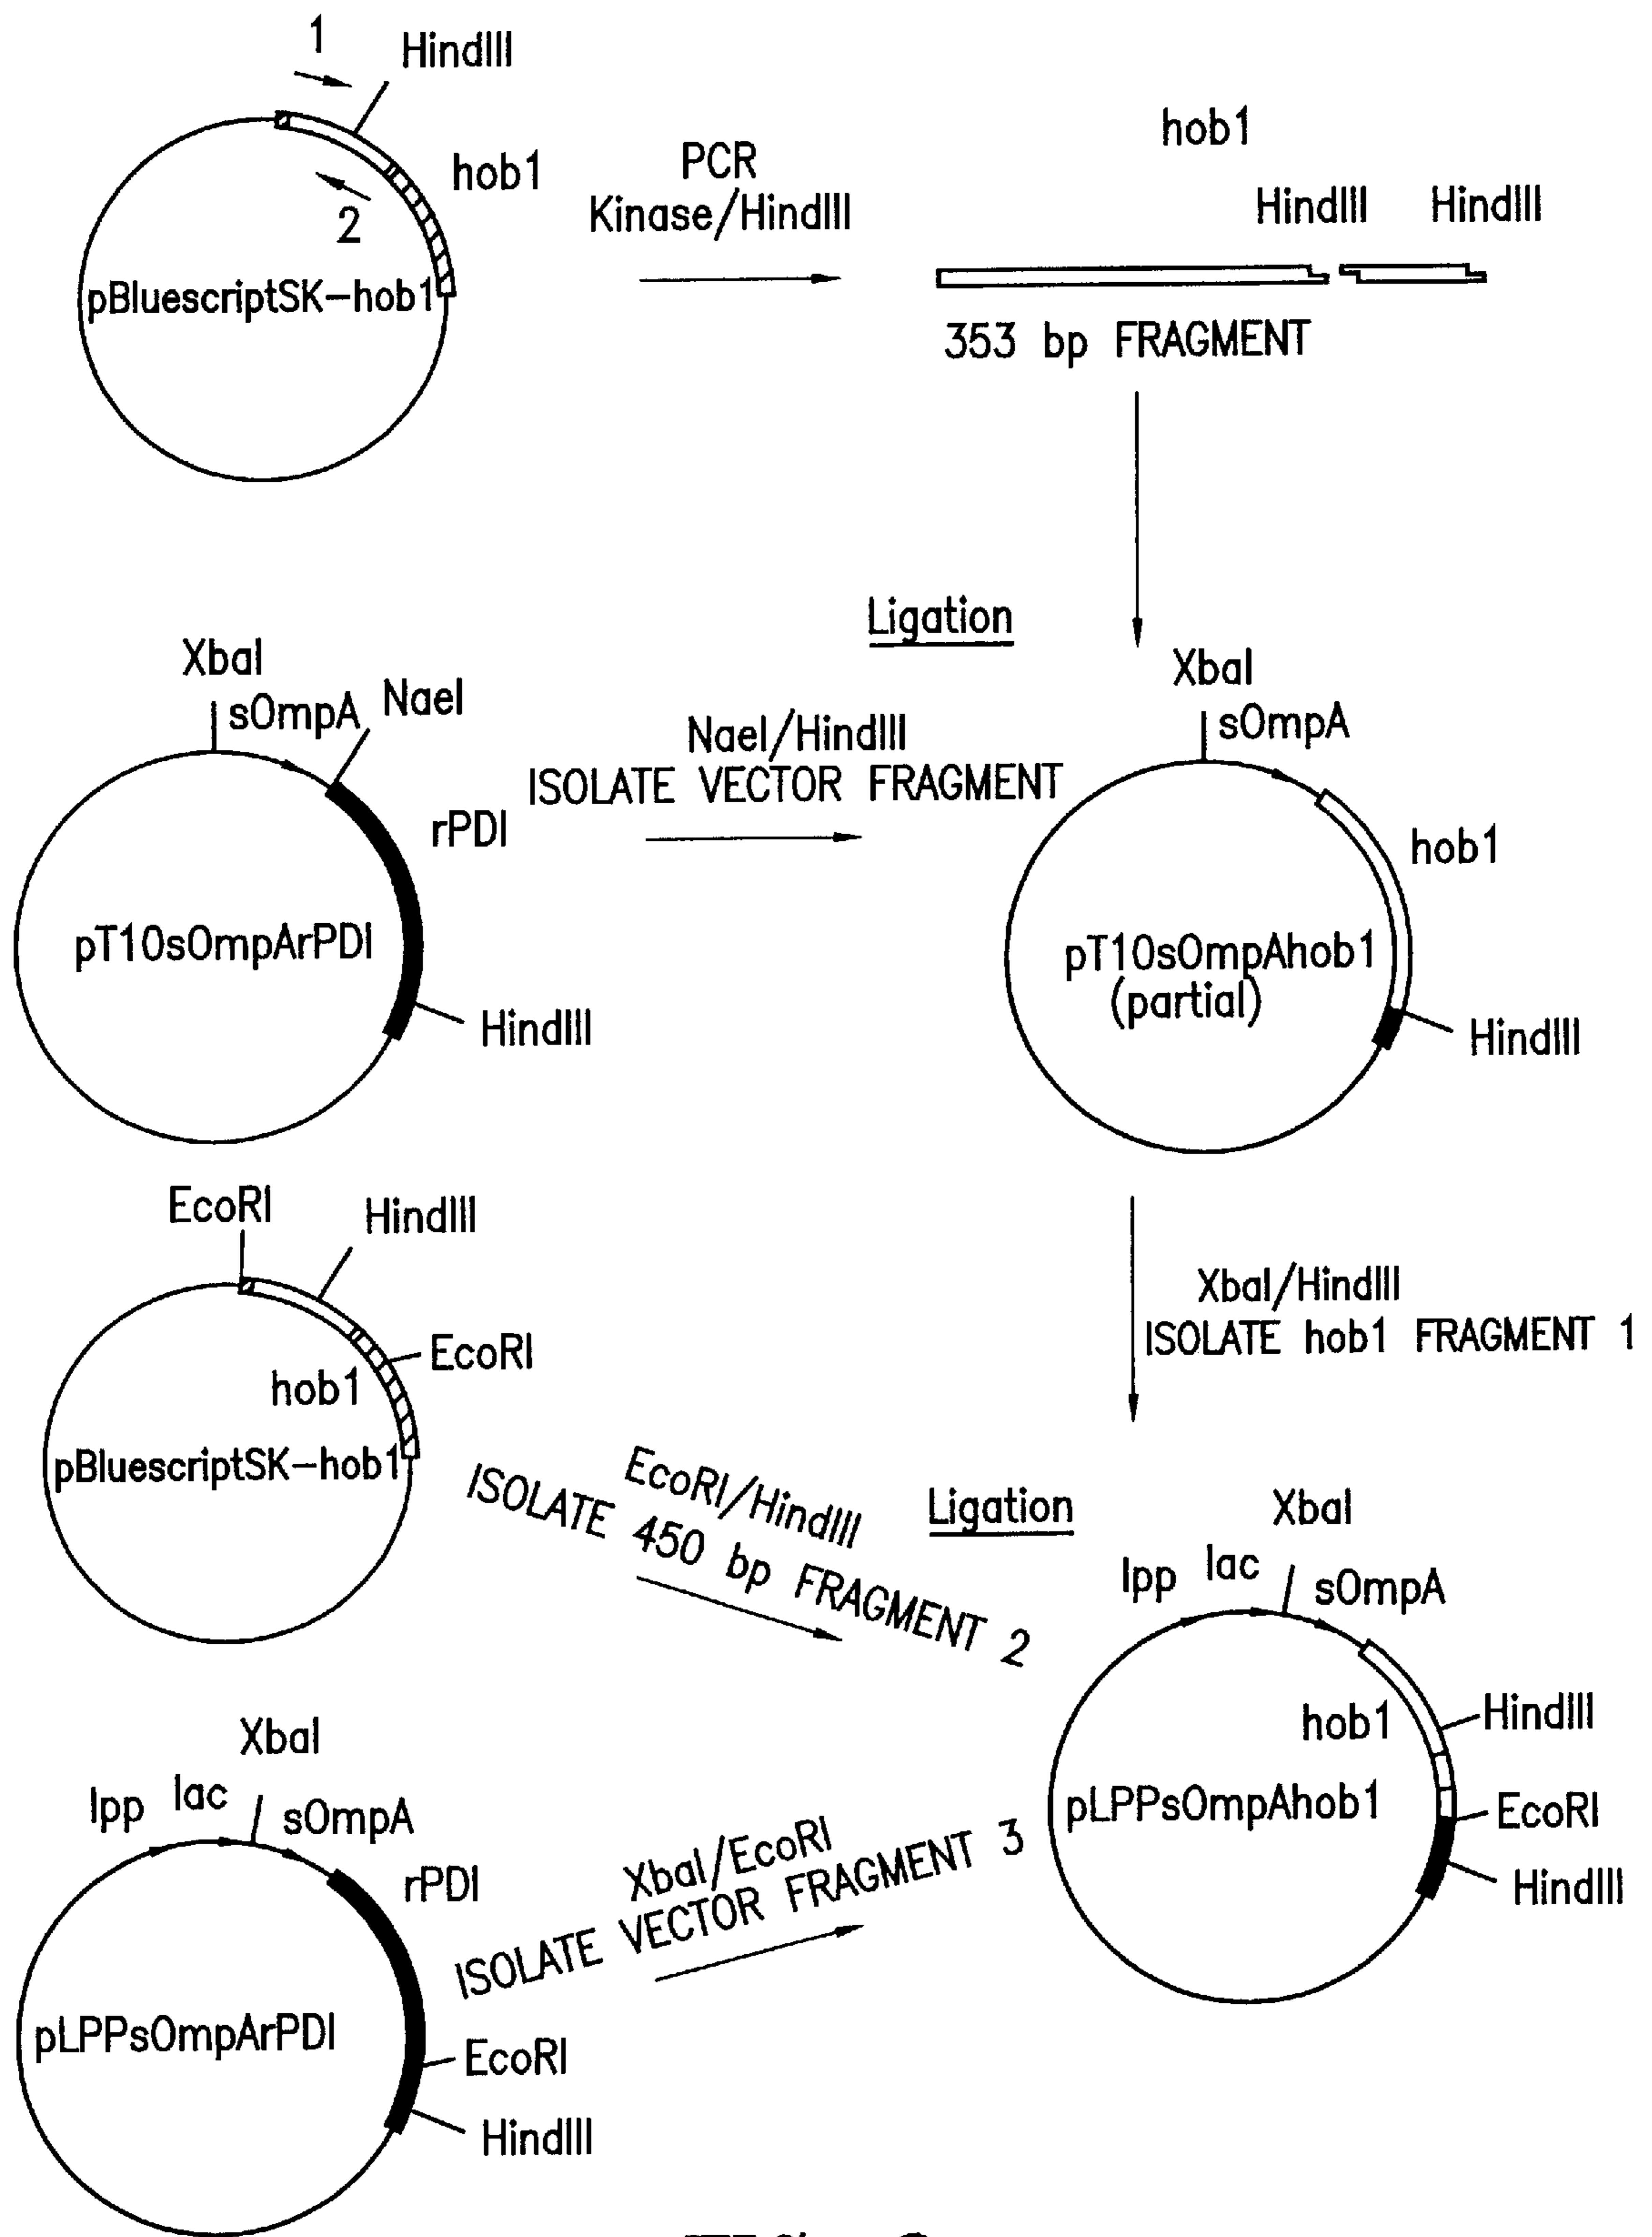 1
HindIII
hob1
2
pBluescriptSK-hob1
PCR
Kinase/HindIII
hob1
HindIII HindIII
353 bp FRAGMENT
Ligation
XbaI
sOmpA
NaeI
rPDI
pT10sOmpArPDI
HindIII
NaeI/HindIII
ISOLATE VECTOR FRAGMENT
XbaI
sOmpA
hob1
pT10sOmpAhob1
(partial)
HindIII
EcoRI
HindIII
EcoRI
hob1
pBluescriptSK-hob1
XbaI/HindIII
ISOLATE hob1 FRAGMENT 1
EcoRI/HindIII
ISOLATE 450 bp FRAGMENT 2
Ligation
XbaI
lpp lac
sOmpA
HindIII
hob1
pLPPsOmpAhob1
EcoRI
HindIII
XbaI
lpp lac
sOmpA
rPDI
pLPPsOmpArPDI
EcoRI
HindIII
XbaI/EcoRI
ISOLATE VECTOR FRAGMENT 3